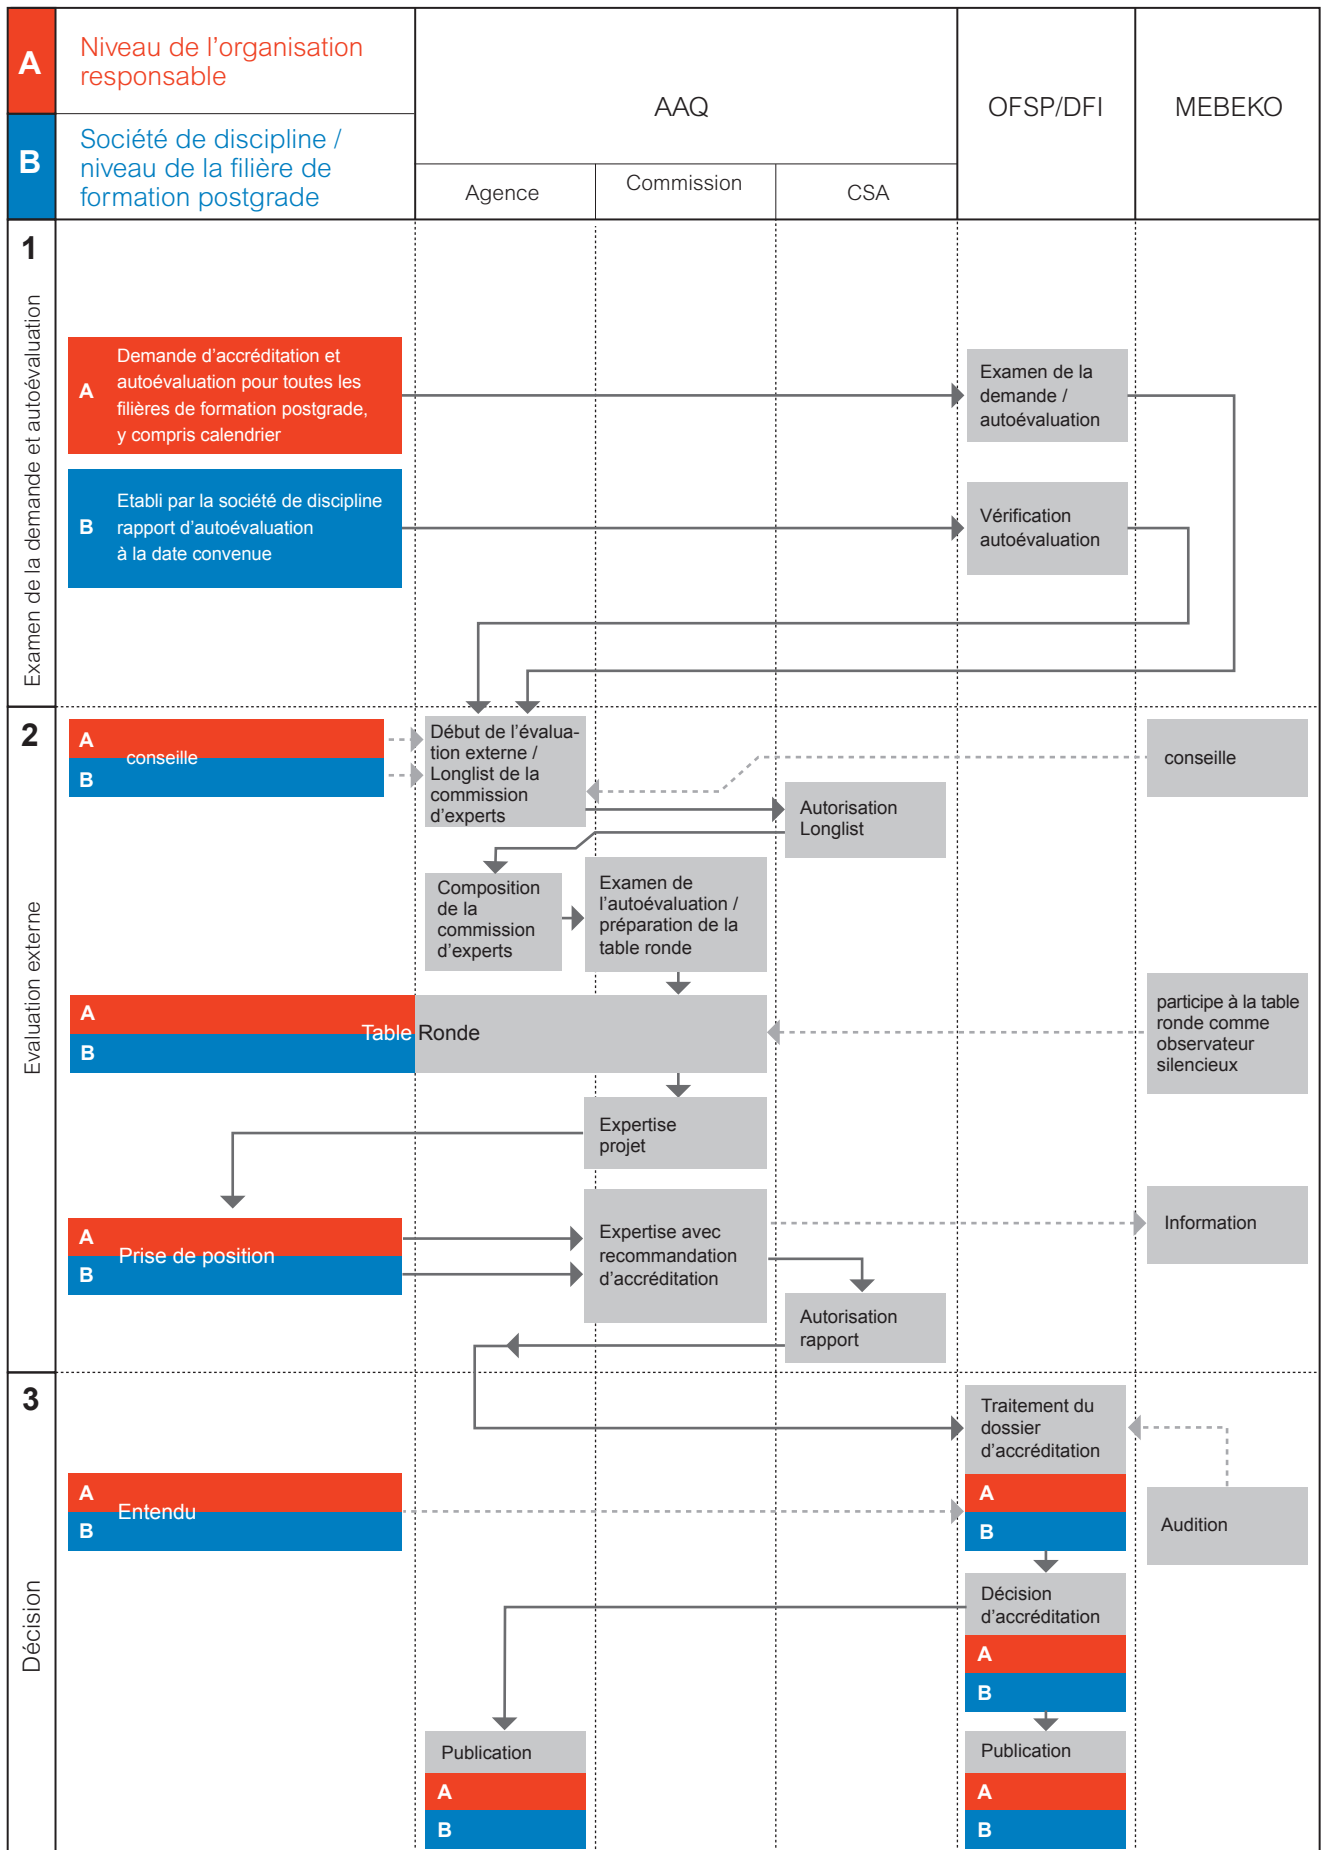 A
Niveau de l'organisation
responsable
B
Société de discipline /
niveau de la filière de
formation postgrade
AAQ
Agence
Commission
CSA
OFSP/DFI
MEBEKO
1
Examen de la demande et autoévaluation
A
Demande d'accréditation et
autoévaluation pour toutes les
filières de formation postgrade,
y compris calendrier
Examen de la
demande /
autoévaluation
B
Etabli par la société de discipline
rapport d'autoévaluation
à la date convenue
Vérification
autoévaluation
2
Evaluation externe
A
conseille
B
Début de l'évalua-
tion externe /
Longlist de la
commission
d'experts
conseille
Autorisation
Longlist
Composition
de la
commission
d'experts
Examen de
l'autoévaluation /
préparation de la
table ronde
A
B
Table Ronde
participe à la table
ronde comme
observateur
silencieux
Expertise
projet
A
Prise de position
B
Expertise avec
recommandation
d'accréditation
Information
Autorisation
rapport
3
Décision
Traitement du
dossier
d'accréditation
A
B
A
Entendu
B
Audition
Décision
d'accréditation
A
B
Publication
A
B
Publication
A
B